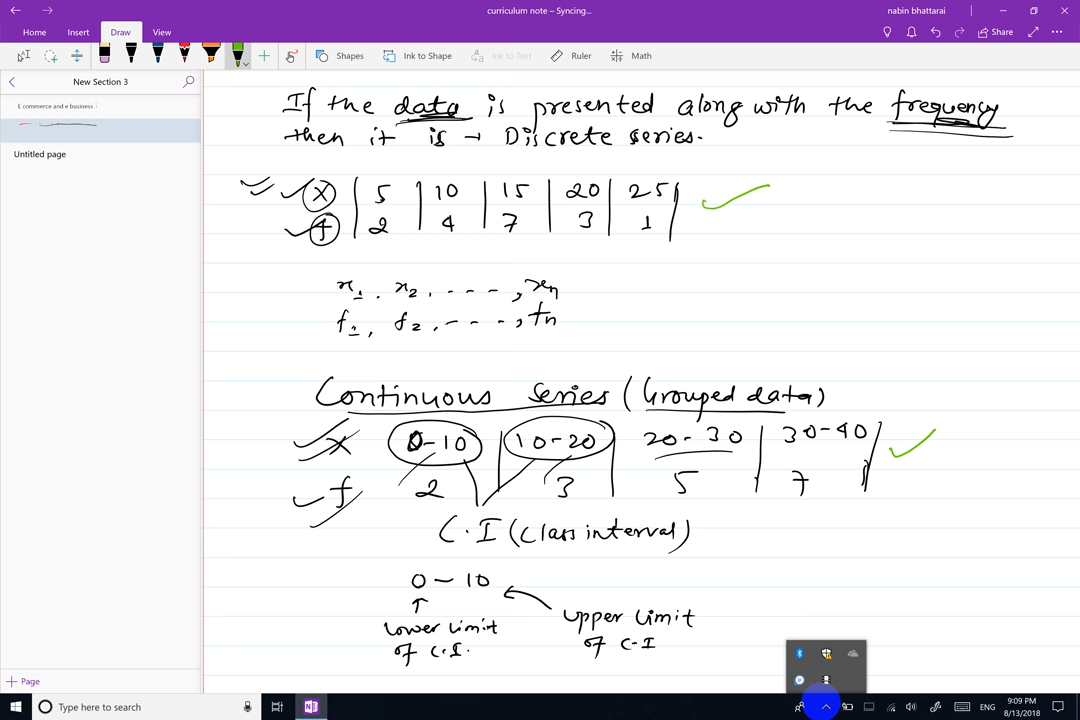 curriculum note – Syncing...
nabin bhattarai
Home Insert Draw View
Share
Shapes Ink to Shape Ink to Text Ruler Math
New Section 3
E commerce and e business
Untitled page
If the data is presented along with the frequency
then it is → Discrete series.
X 5 10 15 20 25
f 2 4 7 3 1
x1, x2, - - - -, xn
f1, f2, - - - -, fn
Continuous Series (Grouped data)
X 0-10 10-20 20-30 30-40
f 2 3 5 7
C.I (Class interval)
0 – 10
lower limit
of C.I.
upper limit
of C-I
+ Page
Type here to search
ENG
9:09 PM
8/13/2018